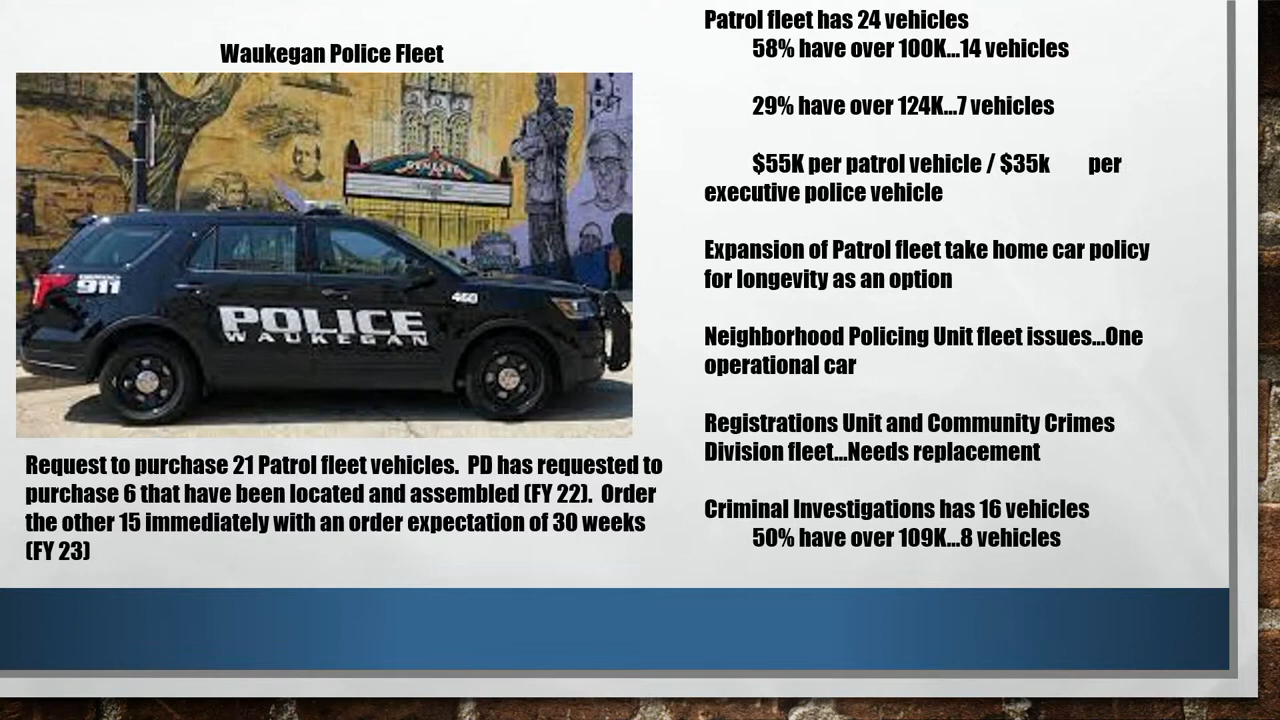 Waukegan Police Fleet
GENESEE
EMERGENCY
911
460
POLICE
WAUKEGAN
Request to purchase 21 Patrol fleet vehicles.  PD has requested to
purchase 6 that have been located and assembled (FY 22).  Order
the other 15 immediately with an order expectation of 30 weeks
(FY 23)
Patrol fleet has 24 vehicles
58% have over 100K...14 vehicles
29% have over 124K...7 vehicles
$55K per patrol vehicle / $35k per
executive police vehicle
Expansion of Patrol fleet take home car policy
for longevity as an option
Neighborhood Policing Unit fleet issues...One
operational car
Registrations Unit and Community Crimes
Division fleet...Needs replacement
Criminal Investigations has 16 vehicles
50% have over 109K...8 vehicles